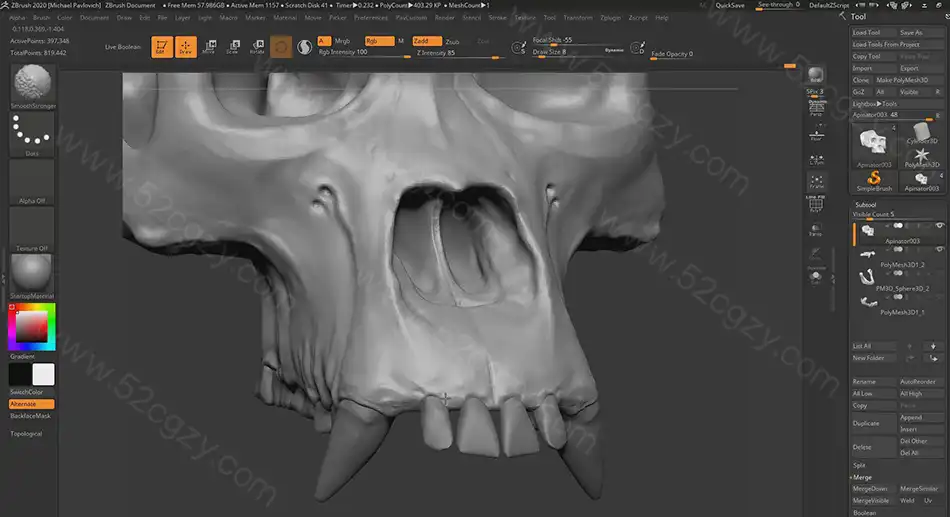 ZBrush 2020 [Michael Pavlovich] ZBrush Document • Free Mem 57.986GB • Active Mem 1157 • Scratch Disk 41 • Timer▶0.232 • PolyCount▶403.29 KP • MeshCount▶1
QuickSave See-through 0 DefaultZScript
Alpha Brush Draw Edit File Layer Light Macro Marker Material Movie Picker Preferences Render Stencil Stroke Texture Tool Transform Zplugin Zscript Help
0.113,0.365,-1.404
ActivePoints: 397,348
TotalPoints: 819,442
Live Boolean
Edit Draw Move Scale Rotate
A Mrgb Rgb M Zadd Zsub
Rgb Intensity 100 Z Intensity 85
Focal Shift -55
Draw Size 8 Dynamic
Fade Opacity 0
Dots
Alpha Off
Texture Off
StartupMaterial
Gradient
SwitchColor
Alternate
BackfaceMask
Topological
SPix 3
Dynamic
Persp
Floor
L.Sym
Frame
Line Fill
PolyF
Transp
Solo
Tool
Load Tool Save As
Load Tools From Project
Copy Tool
Import Export
Clone Make PolyMesh3D
GoZ All Visible R
Lightbox▶Tools
Apinator003. 48 R
4
Apinator003
Cylinder3D
PolyMesh3D
SimpleBrush
4
Apinator003
Subtool
Visible Count 5
Apinator003
PolyMesh3D1_2
PM3D_Sphere3D_2
PolyMesh3D1_1
List All
New Folder
Rename AutoReorder
All Low All High
Copy Paste
Duplicate Append
Insert
Delete Del Other
Del All
Split
Merge
MergeDown MergeSimilar
MergeVisible Weld Uv
Boolean
www.52cgzy.com